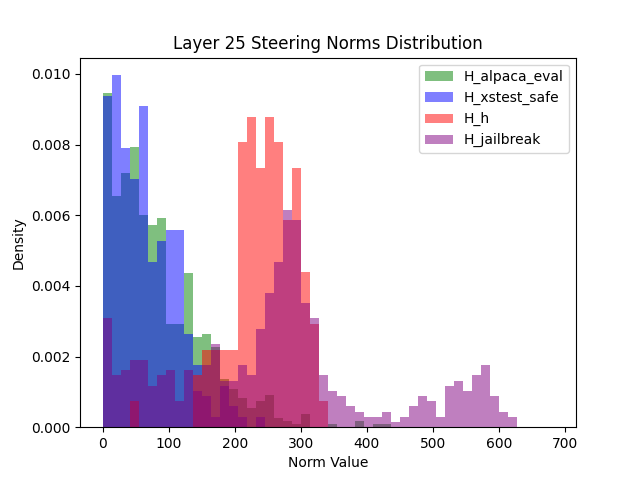 Layer 25 Steering Norms Distribution
H_alpaca_eval
H_xstest_safe
H_h
H_jailbreak
Density
0.010
0.008
0.006
0.004
0.002
0.000
0 100 200 300 400 500 600 700
Norm Value